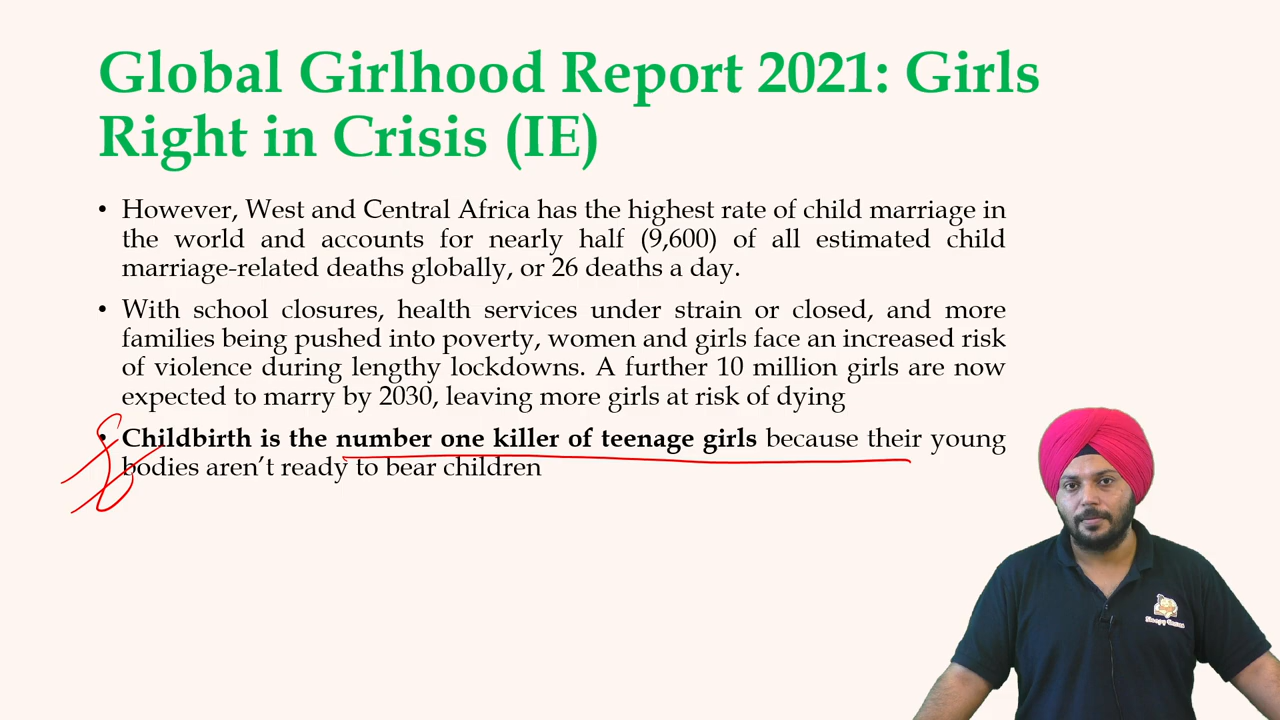 Global Girlhood Report 2021: Girls
Right in Crisis (IE)
• However, West and Central Africa has the highest rate of child marriage in
the world and accounts for nearly half (9,600) of all estimated child
marriage-related deaths globally, or 26 deaths a day.
• With school closures, health services under strain or closed, and more
families being pushed into poverty, women and girls face an increased risk
of violence during lengthy lockdowns. A further 10 million girls are now
expected to marry by 2030, leaving more girls at risk of dying
• Childbirth is the number one killer of teenage girls because their young
bodies aren’t ready to bear children